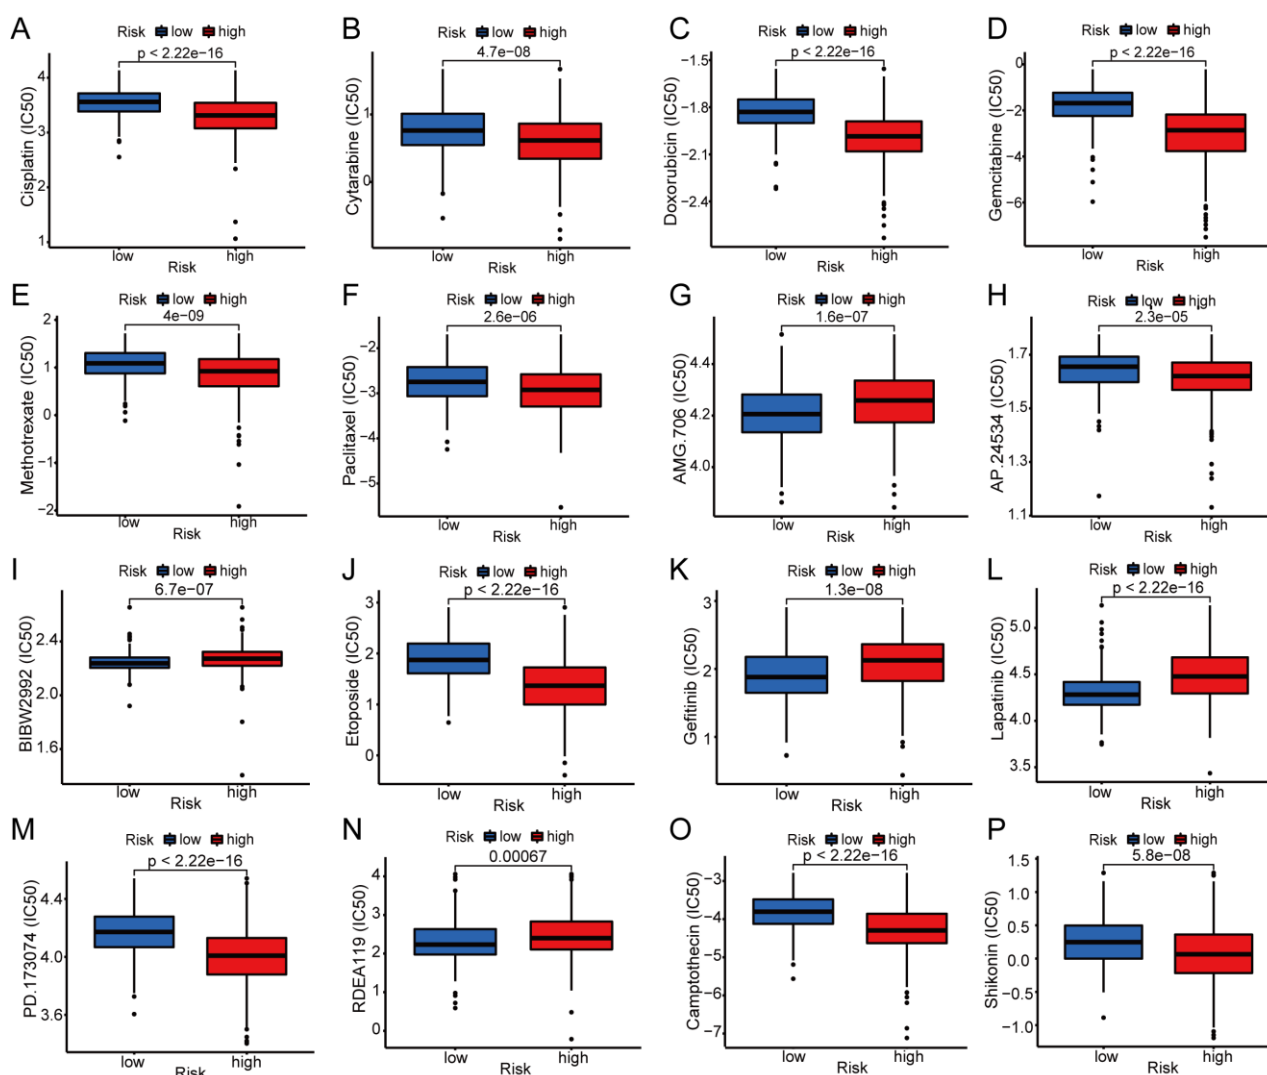 A
Risk low high
p < 2.22e−16
Cisplatin (IC50)
4
3
2
1
low high
Risk
B
Risk low high
4.7e−08
Cytarabine (IC50)
1
0
low high
Risk
C
Risk low high
p < 2.22e−16
Doxorubicin (IC50)
−1.5
−1.8
−2.1
−2.4
low high
Risk
D
Risk low high
p < 2.22e−16
Gemcitabine (IC50)
0
−2
−4
−6
low high
Risk
E
Risk low high
4e−09
Methotrexate (IC50)
2
1
0
−1
−2
low high
Risk
F
Risk low high
2.6e−06
Paclitaxel (IC50)
−2
−3
−4
−5
low high
Risk
G
Risk low high
1.6e−07
AMG.706 (IC50)
4.4
4.2
4.0
low high
Risk
H
Risk low high
2.3e−05
AP.24534 (IC50)
1.7
1.5
1.3
1.1
low high
Risk
I
Risk low high
6.7e−07
BIBW2992 (IC50)
2.4
2.0
1.6
low high
Risk
J
Risk low high
p < 2.22e−16
Etoposide (IC50)
3
2
1
0
low high
Risk
K
Risk low high
1.3e−08
Gefitinib (IC50)
3
2
1
low high
Risk
L
Risk low high
p < 2.22e−16
Lapatinib (IC50)
5.0
4.5
4.0
3.5
low high
Risk
M
Risk low high
p < 2.22e−16
PD.173074 (IC50)
4.4
4.0
3.6
low high
Risk
N
Risk low high
0.00067
RDEA119 (IC50)
4
3
2
1
0
low high
Risk
O
Risk low high
p < 2.22e−16
Camptothecin (IC50)
−3
−4
−5
−6
−7
low high
Risk
P
Risk low high
5.8e−08
Shikonin (IC50)
1.5
1.0
0.5
0.0
−0.5
−1.0
low high
Risk